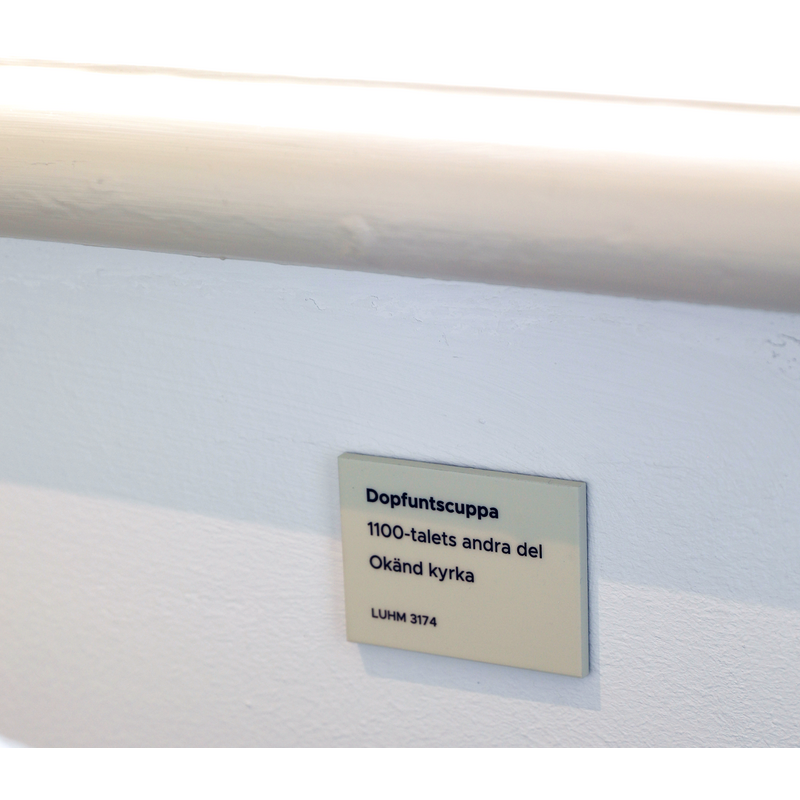 Dopfuntscuppa
1100-talets andra del
Okänd kyrka
LUHM 3174